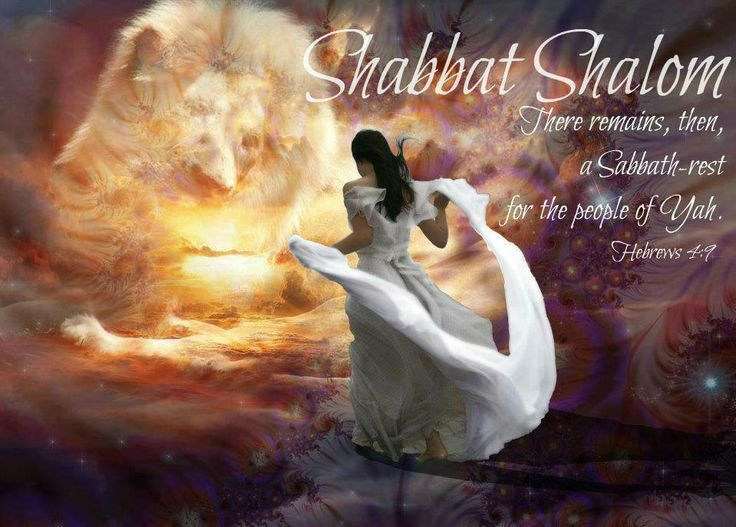 Shabbat Shalom
There remains, then,
a Sabbath-rest
for the people of Yah.
Hebrews 4:9